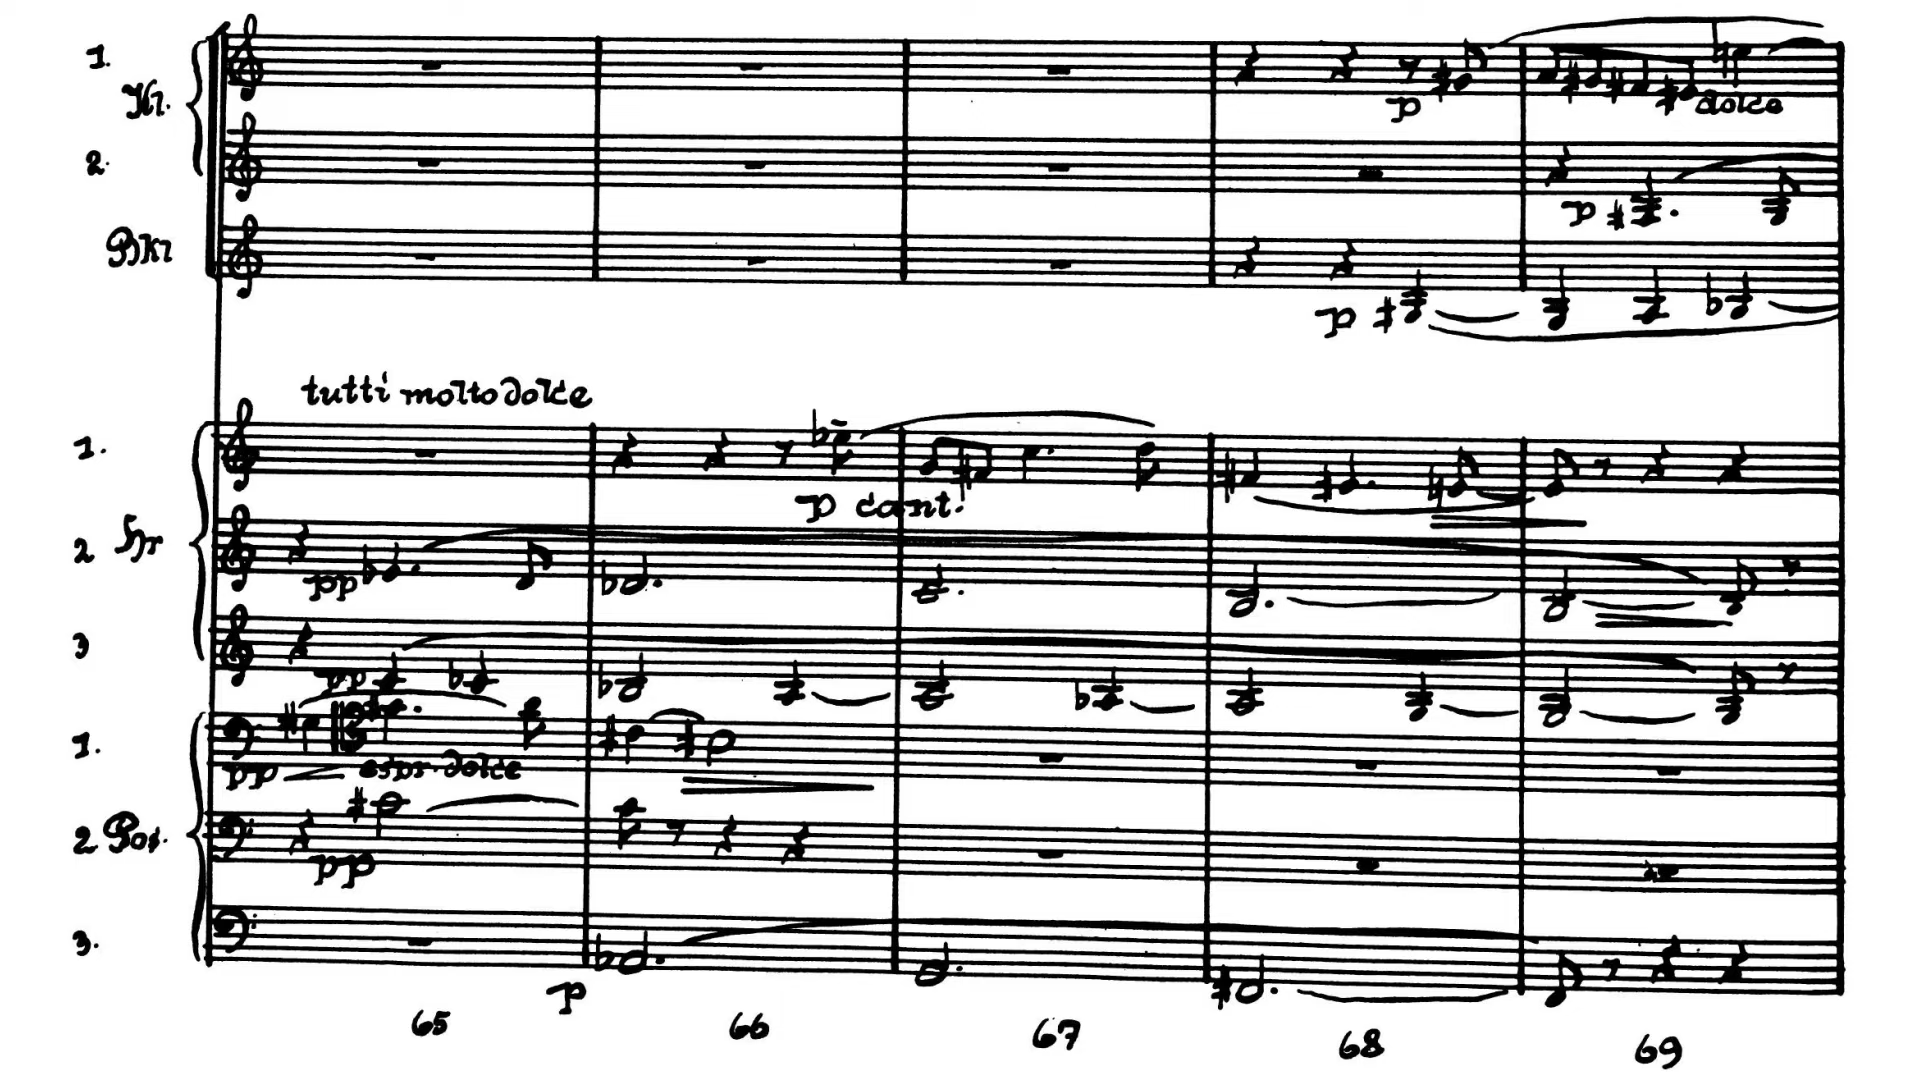 1.
Kl.
p
dolce
2.
p
Bkl
p
tutti molto dolce
1.
p cant.
2 Hr
pp
3
pp
1.
pp espr. dolce
2 Pos.
pp
3.
p
65 66 67 68 69